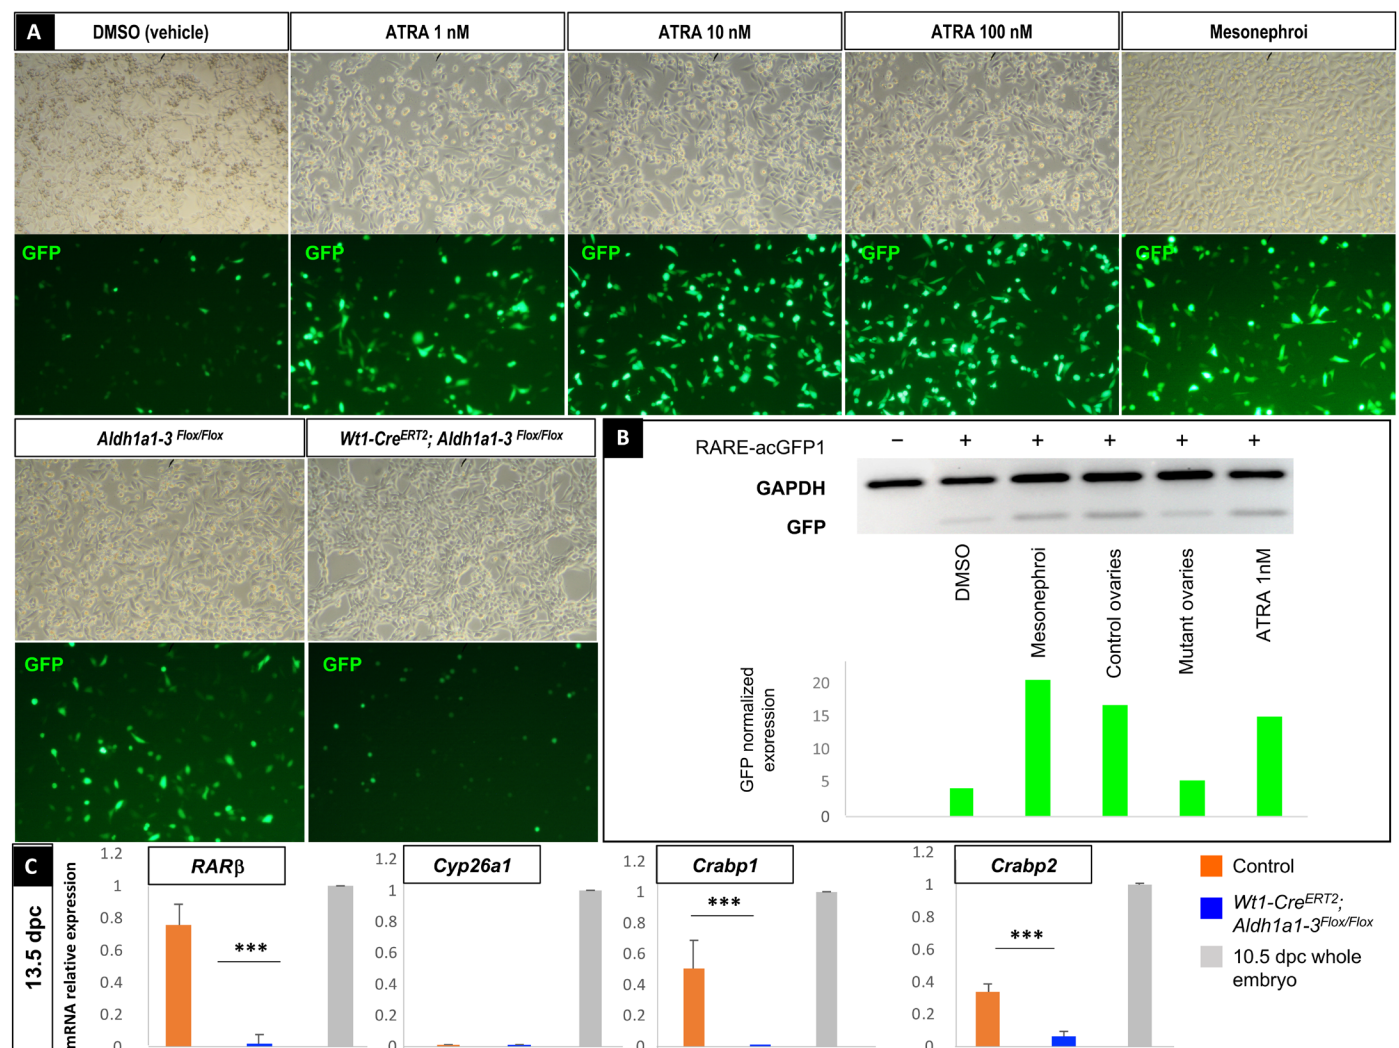 A
DMSO (vehicle)
ATRA 1 nM
ATRA 10 nM
ATRA 100 nM
Mesonephroi
GFP
GFP
GFP
GFP
GFP
Aldh1a1-3 Flox/Flox
Wt1-CreERT2; Aldh1a1-3 Flox/Flox
GFP
GFP
B
RARE-acGFP1
− + + + + +
GAPDH
GFP
DMSO
Mesonephroi
Control ovaries
Mutant ovaries
ATRA 1nM
GFP normalized
expression
20
15
10
5
0
C
13.5 dpc
mRNA relative expression
RARβ
1.2
1
0.8
0.6
0.4
0.2
0
***
Cyp26a1
1.2
1
0.8
0.6
0.4
0.2
0
Crabp1
1.2
1
0.8
0.6
0.4
0.2
0
***
Crabp2
1.2
1
0.8
0.6
0.4
0.2
0
***
Control
Wt1-CreERT2;
Aldh1a1-3Flox/Flox
10.5 dpc whole
embryo